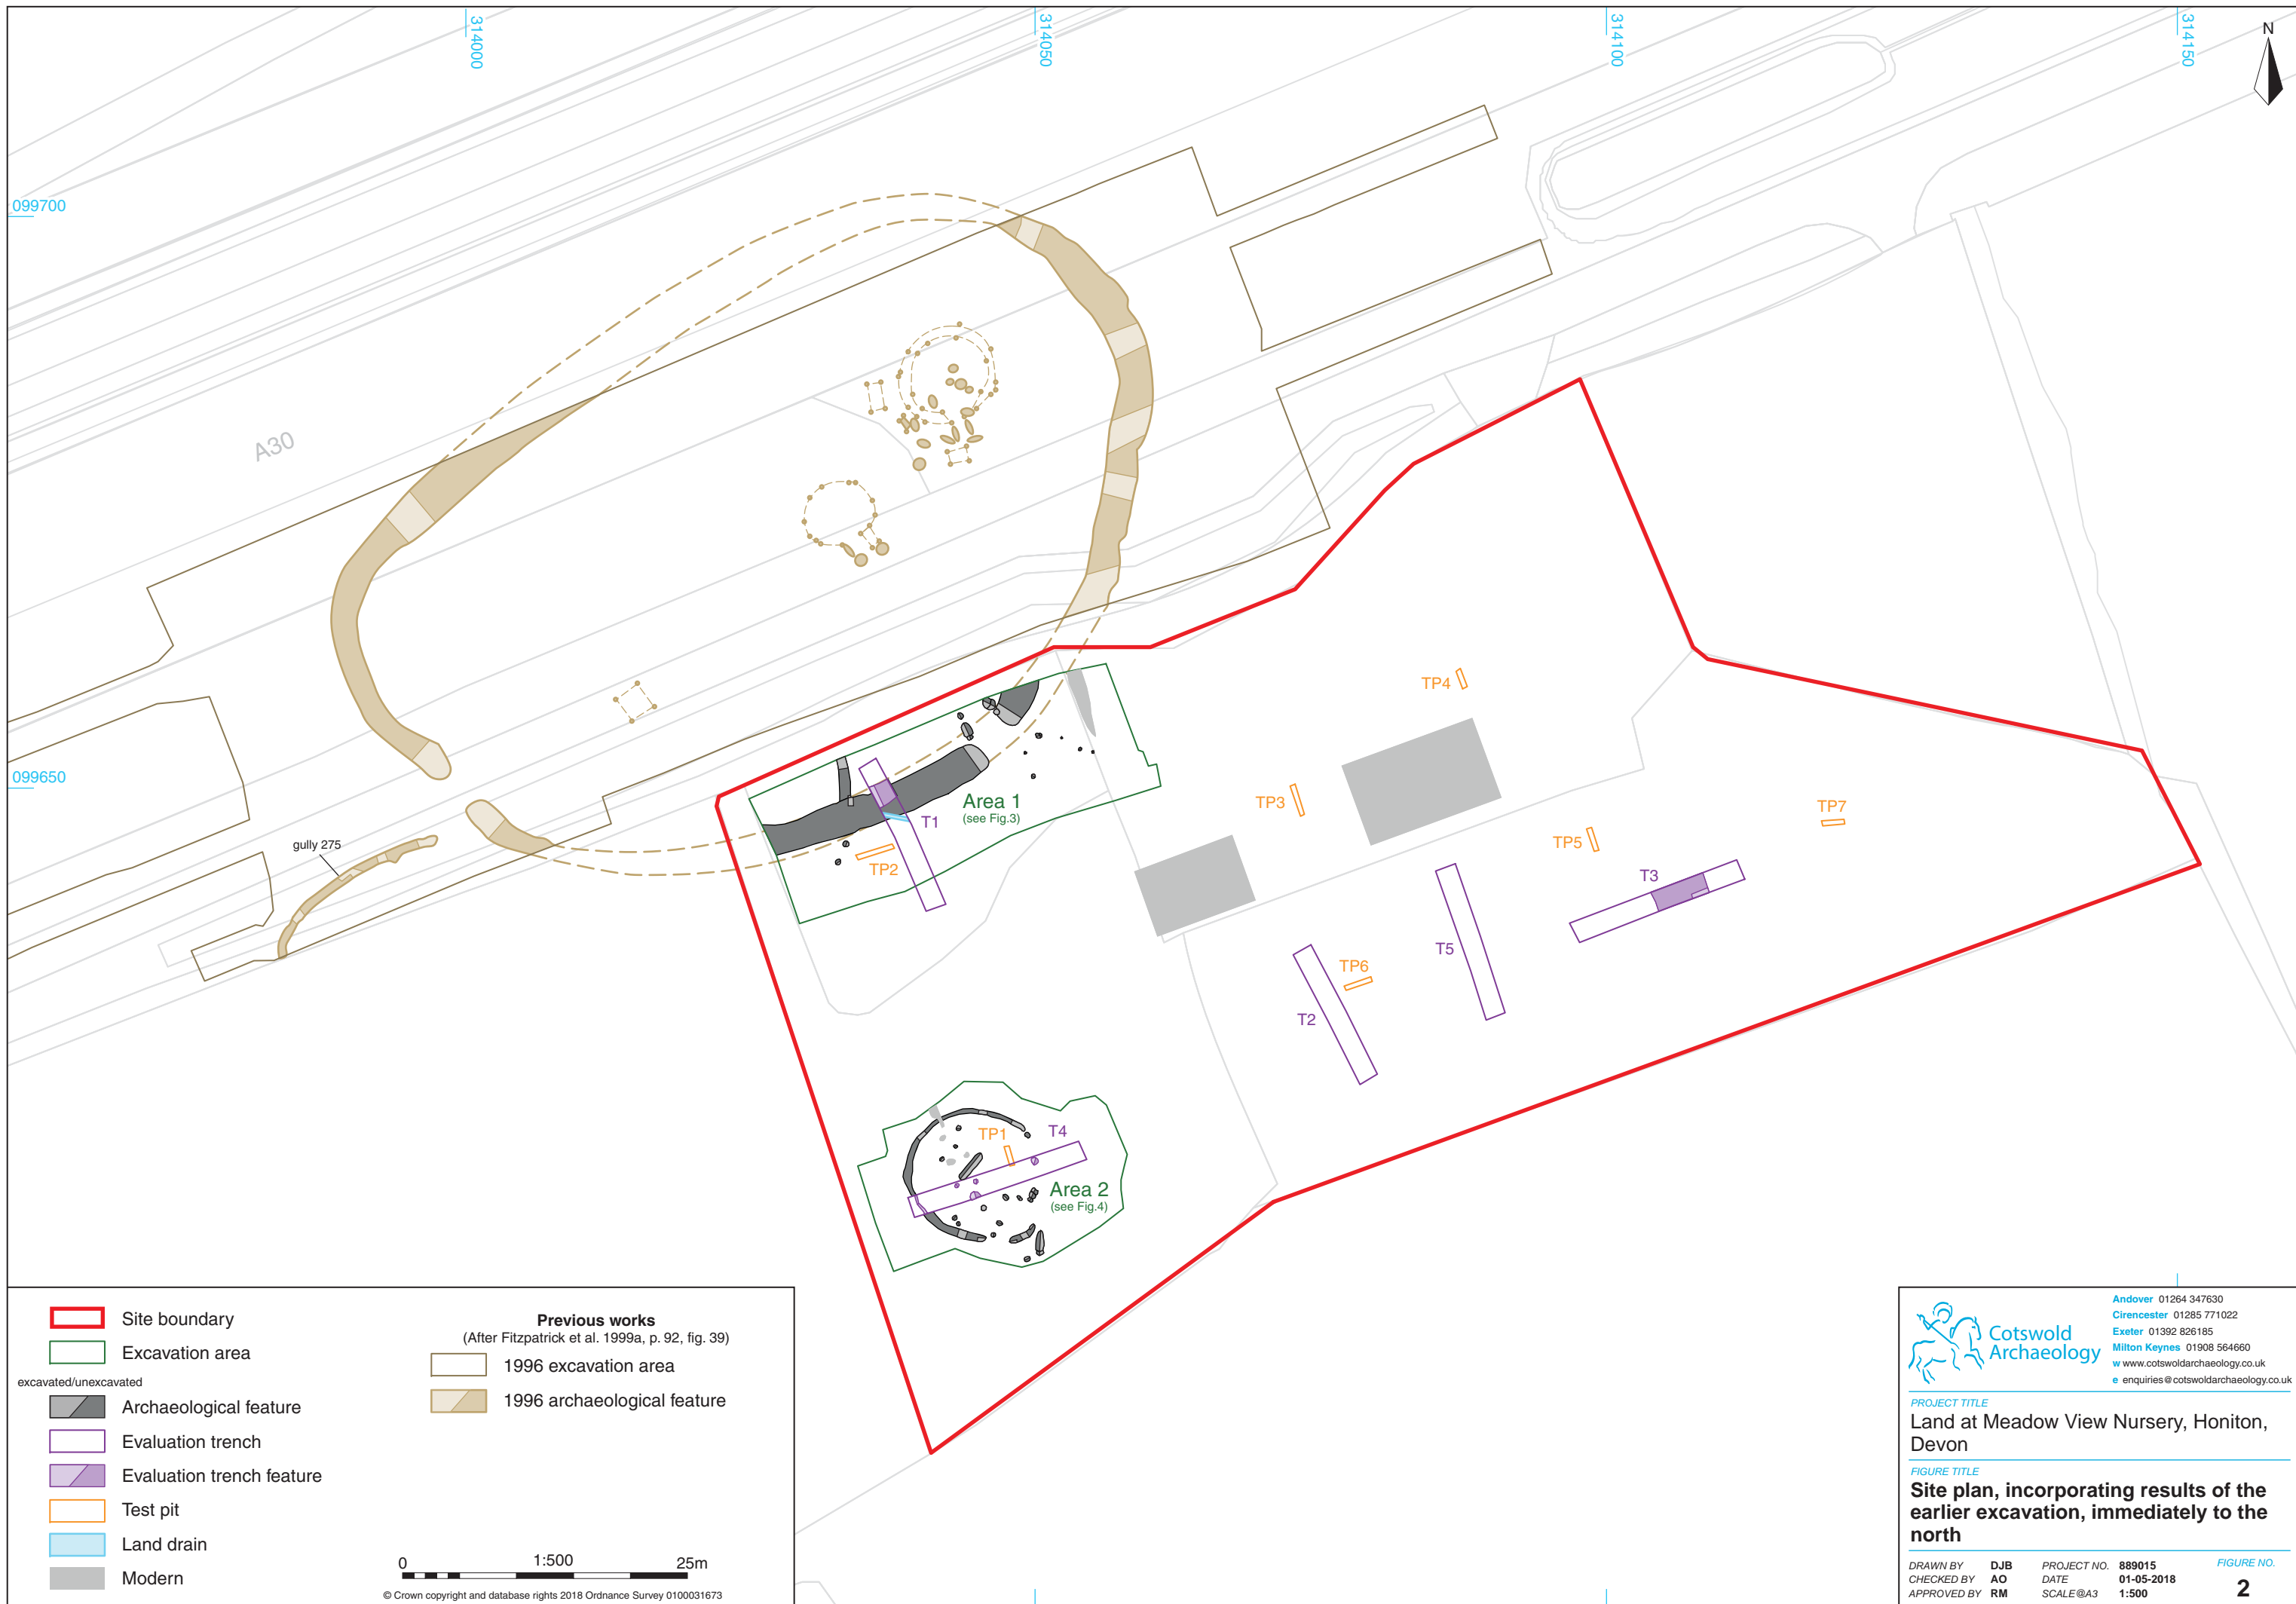 314000
314050
314100
314150
N
099700
A30
099650
gully 275
Area 1
(see Fig.3)
T1
TP2
TP4
TP3
TP5
TP7
T3
T5
TP6
T2
TP1
T4
Area 2
(see Fig.4)
Site boundary
Excavation area
excavated/unexcavated
Archaeological feature
Evaluation trench
Evaluation trench feature
Test pit
Land drain
Modern
Previous works
(After Fitzpatrick et al. 1999a, p. 92, fig. 39)
1996 excavation area
1996 archaeological feature
0 1:500 25m
© Crown copyright and database rights 2018 Ordnance Survey 0100031673
Cotswold
Archaeology
Andover 01264 347630
Cirencester 01285 771022
Exeter 01392 826185
Milton Keynes 01908 564660
w www.cotswoldarchaeology.co.uk
e enquiries@cotswoldarchaeology.co.uk
PROJECT TITLE
Land at Meadow View Nursery, Honiton,
Devon
FIGURE TITLE
Site plan, incorporating results of the
earlier excavation, immediately to the
north
DRAWN BY DJB PROJECT NO. 889015 FIGURE NO.
CHECKED BY AO DATE 01-05-2018
APPROVED BY RM SCALE@A3 1:500 2